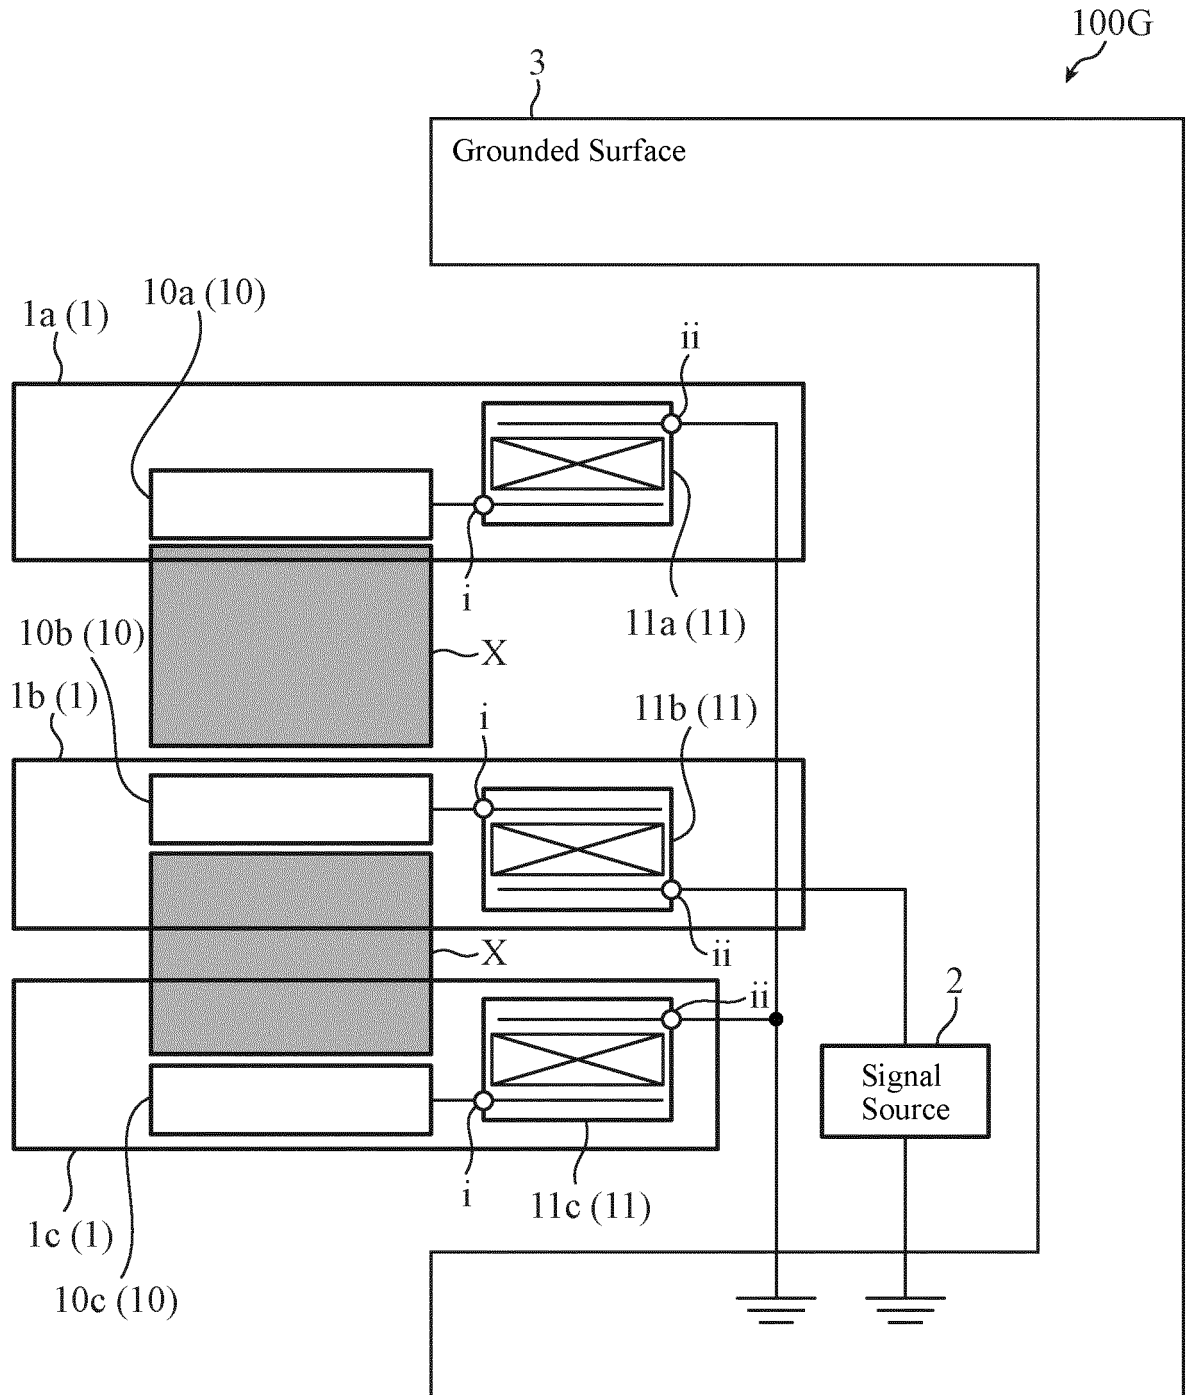 100G
3
Grounded Surface
10a (10)
1a (1)
ii
i
11a (11)
10b (10)
X
1b (1)
i
11b (11)
X
ii
ii
2
Signal
Source
i
11c (11)
1c (1)
10c (10)